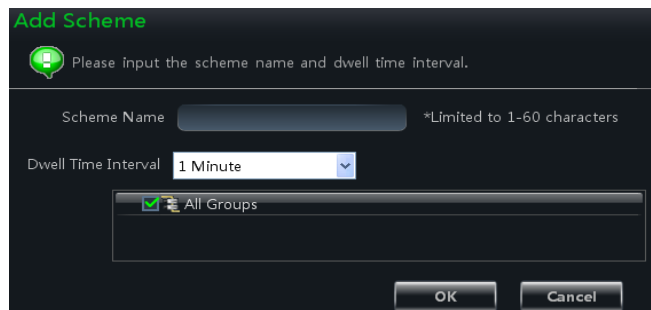 Add Scheme
Please input the scheme name and dwell time interval.
Scheme Name *Limited to 1-60 characters
Dwell Time Interval 1 Minute
All Groups
OK Cancel